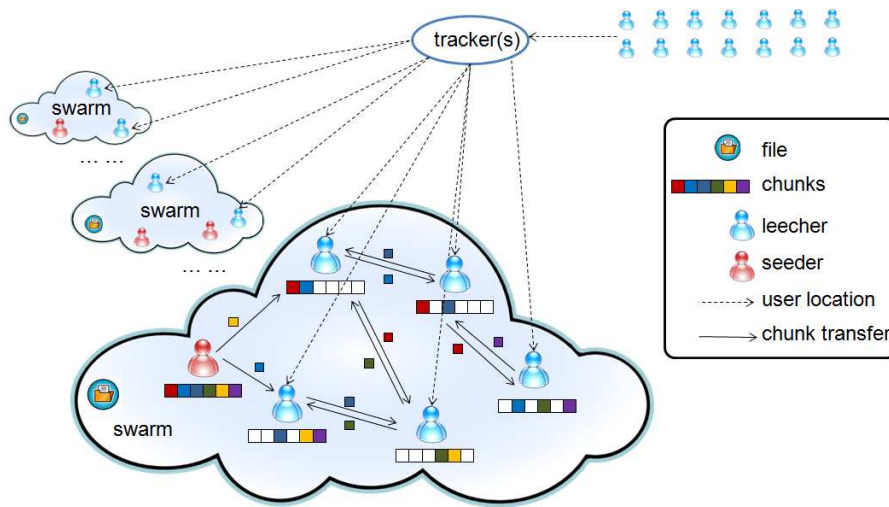 tracker(s)
swarm
... ...
swarm
... ...
swarm
file
chunks
leecher
seeder
user location
chunk transfer